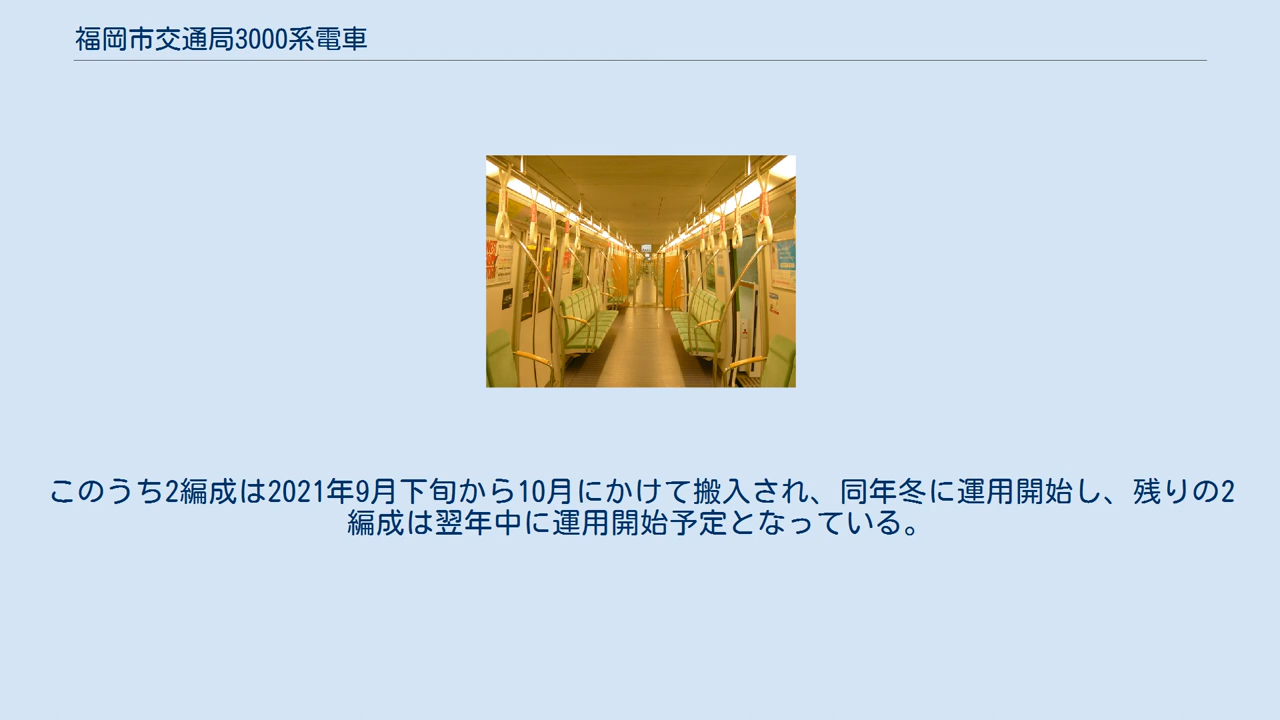 福岡市交通局3000系電車
このうち2編成は2021年9月下旬から10月にかけて搬入され、同年冬に運用開始し、残りの2
編成は翌年中に運用開始予定となっている。